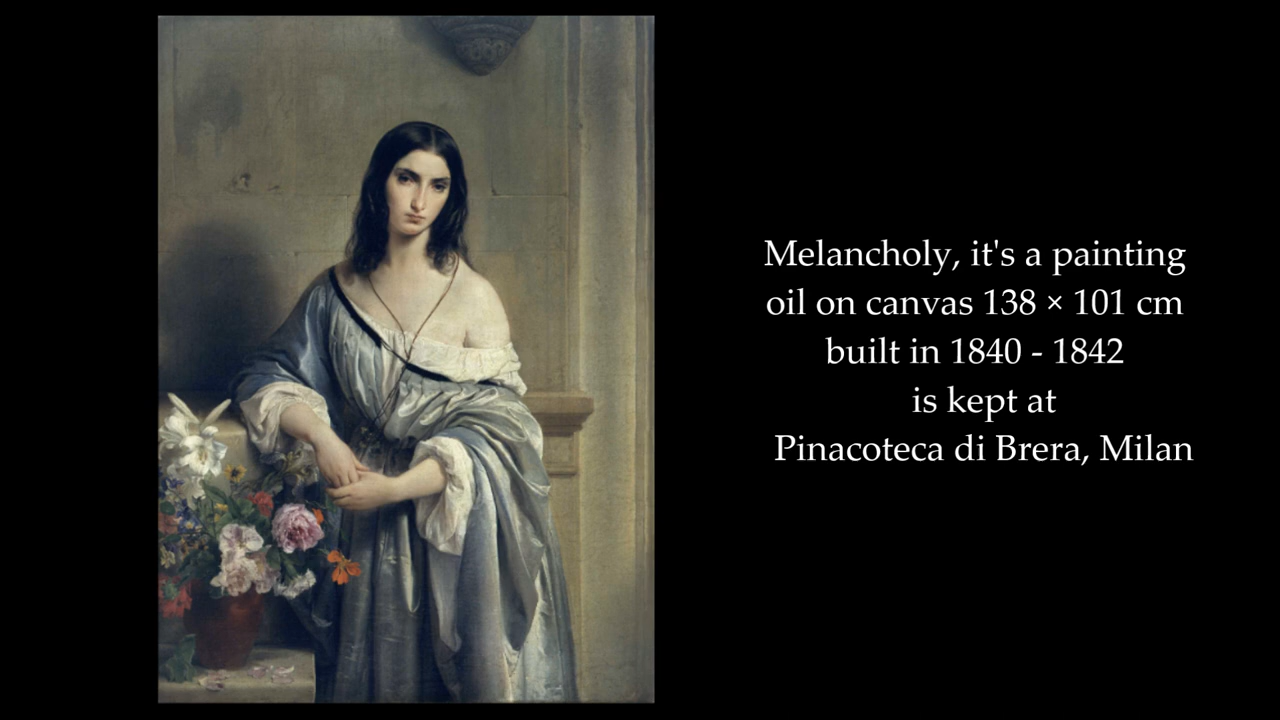 Melancholy, it's a painting
oil on canvas 138 × 101 cm
built in 1840 - 1842
is kept at
Pinacoteca di Brera, Milan